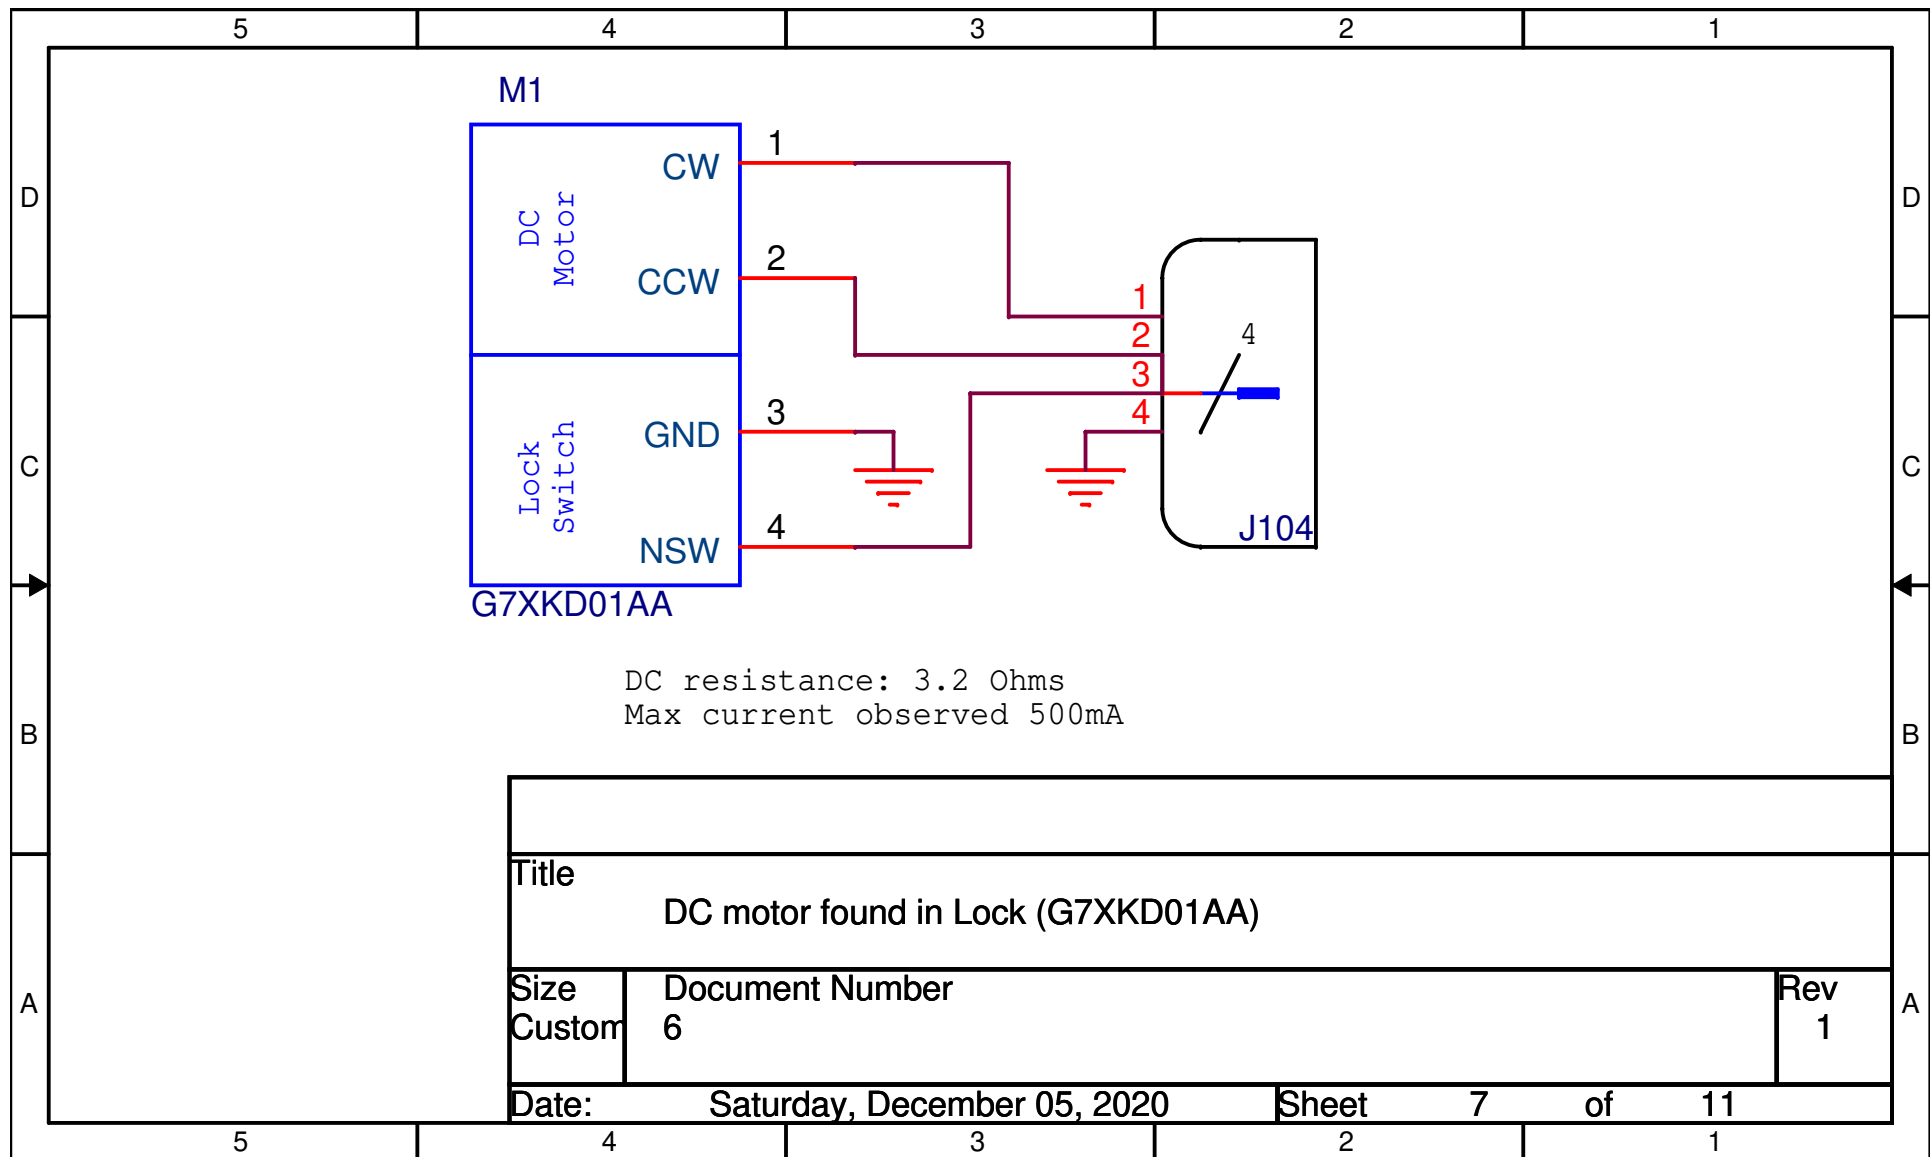 5 4 3 2 1
M1
D D
CW 1
DC
Motor
CCW 2
1
2
3
4
4
C C
GND 3
Lock
Switch
NSW 4
J104
G7XKD01AA
DC resistance: 3.2 Ohms
Max current observed 500mA
B B
Title
DC motor found in Lock (G7XKD01AA)
Size Document Number Rev
Custom 6 1
A A
Date: Saturday, December 05, 2020 Sheet 7 of 11
5 4 3 2 1